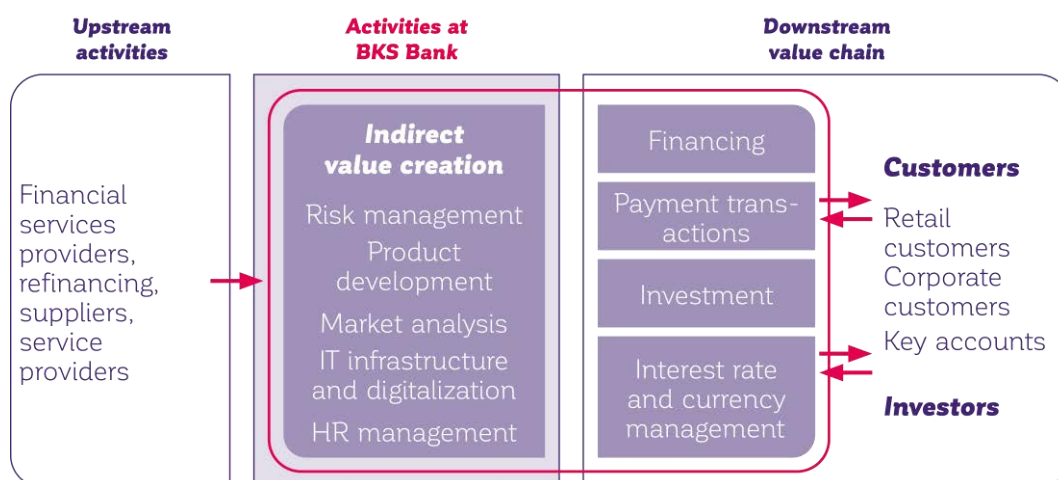 Upstream
activities
Activities at
BKS Bank
Downstream
value chain
Financial
services
providers,
refinancing,
suppliers,
service
providers
Indirect
value creation
Risk management
Product
development
Market analysis
IT infrastructure
and digitalization
HR management
Financing
Payment trans-
actions
Investment
Interest rate
and currency
management
Customers
Retail
customers
Corporate
customers
Key accounts
Investors